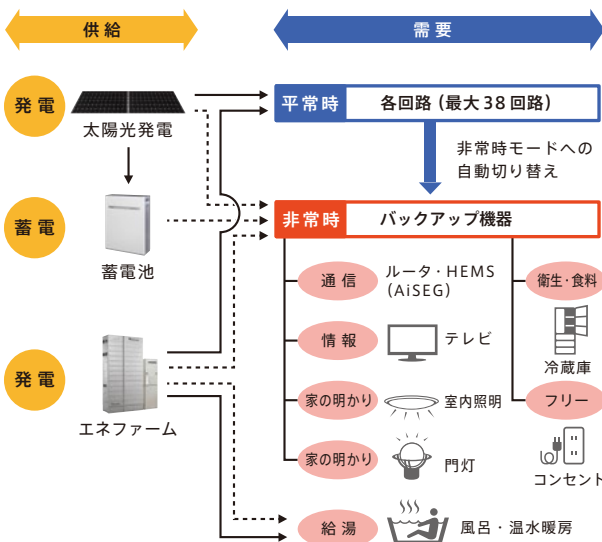 供給
需要
発電
太陽光発電
平常時
各回路(最大38回路)
非常時モードへの
自動切り替え
蓄電
蓄電池
非常時
バックアップ機器
通信
ルータ・HEMS
(AiSEG)
衛生・食料
情報
テレビ
冷蔵庫
発電
エネファーム
家の明かり
室内照明
フリー
家の明かり
門灯
コンセント
給湯
風呂・温水暖房